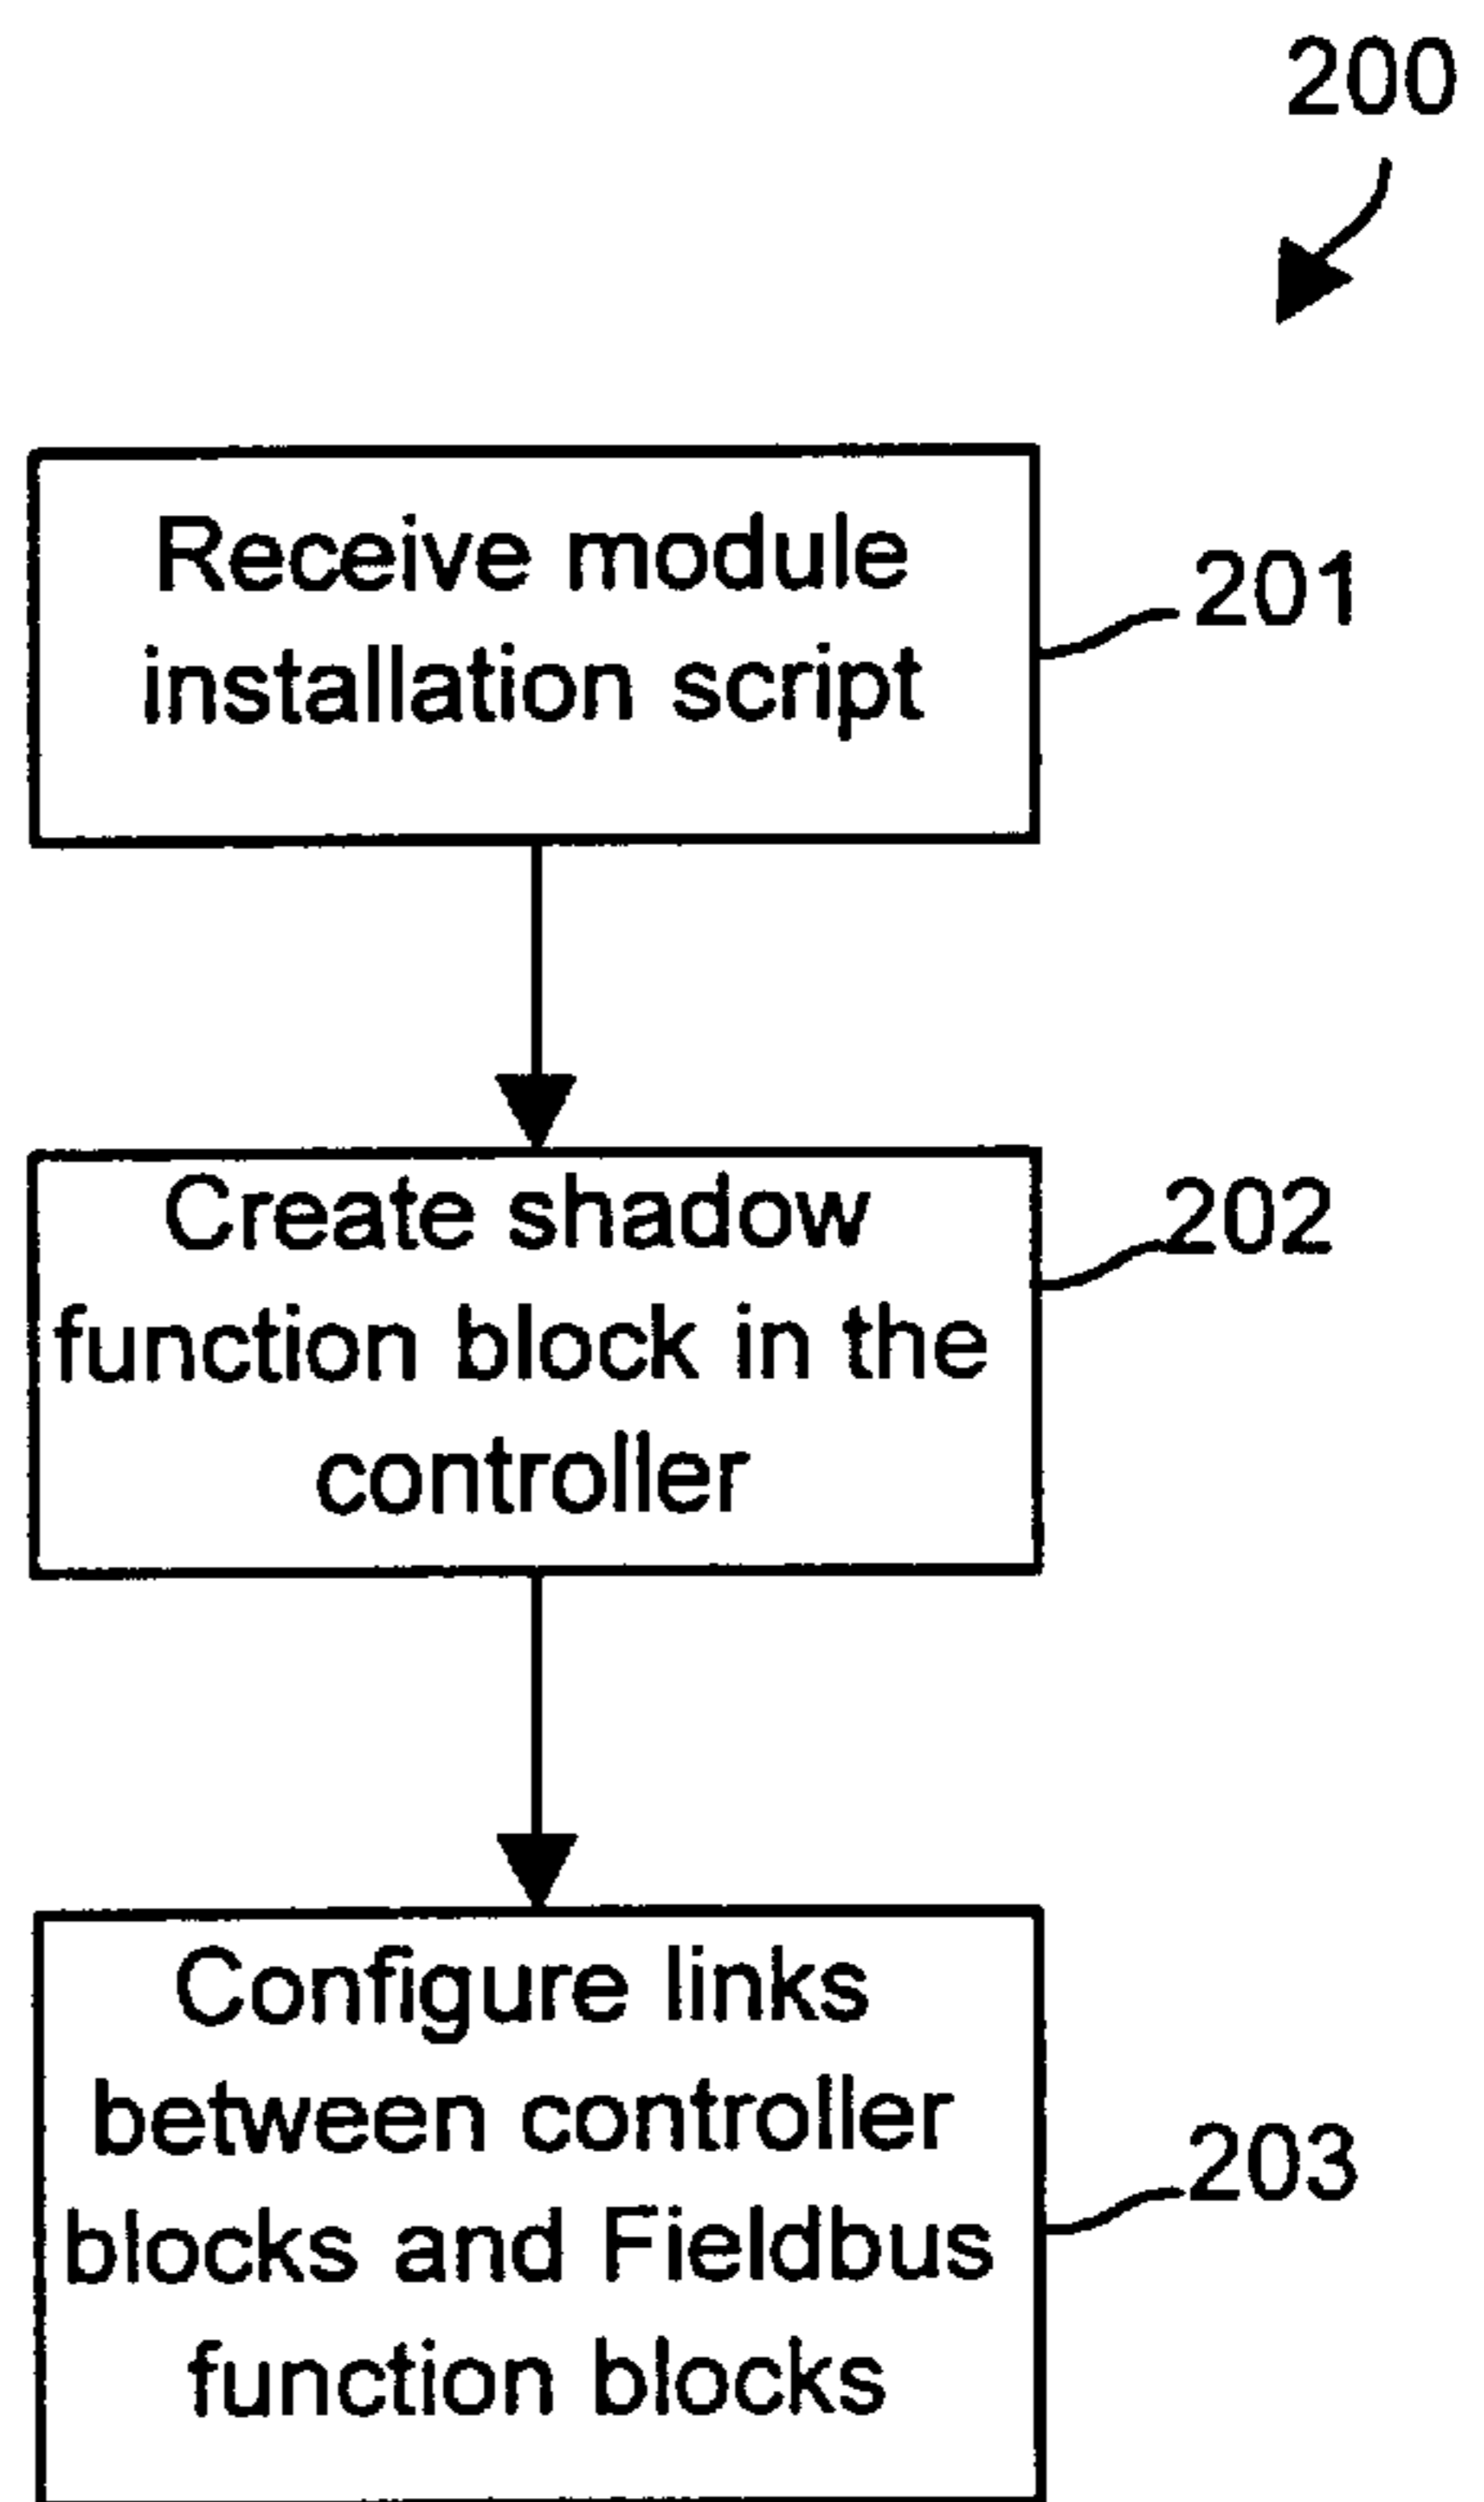 200
Receive module
installation script
201
Create shadow
function block in the
controller
202
Configure links
between controller
blocks and Fieldbus
function blocks
203